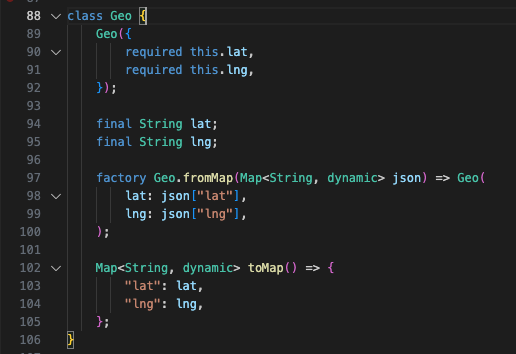 88 class Geo {
89     Geo({
90         required this.lat,
91         required this.lng,
92     });
93
94     final String lat;
95     final String lng;
96
97     factory Geo.fromMap(Map<String, dynamic> json) => Geo(
98         lat: json["lat"],
99         lng: json["lng"],
100     );
101
102     Map<String, dynamic> toMap() => {
103         "lat": lat,
104         "lng": lng,
105     };
106 }